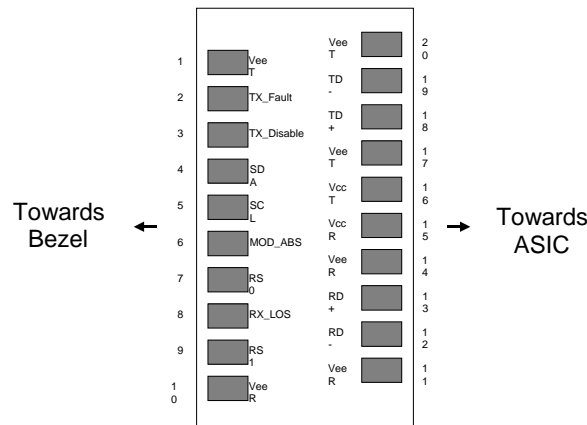 1 Vee T
2 TX_Fault
3 TX_Disable
4 SD A
5 SC L
6 MOD_ABS
7 RS 0
8 RX_LOS
9 RS 1
1 0 Vee R
Vee T 2 0
TD - 1 9
TD + 1 8
Vee T 1 7
Vcc T 1 6
Vcc R 1 5
Vee R 1 4
RD + 1 3
RD - 1 2
Vee R 1 1
Towards
Bezel
Towards
ASIC